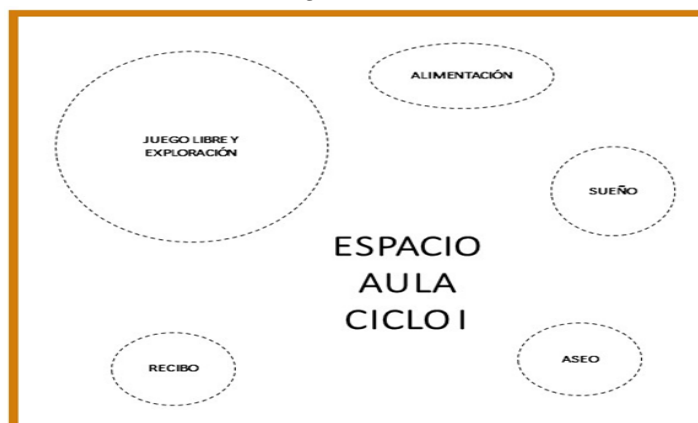 ALIMENTACIÓN
JUEGO LIBRE Y
EXPLORACIÓN
SUEÑO
ESPACIO
AULA
CICLO I
RECIBO
ASEO